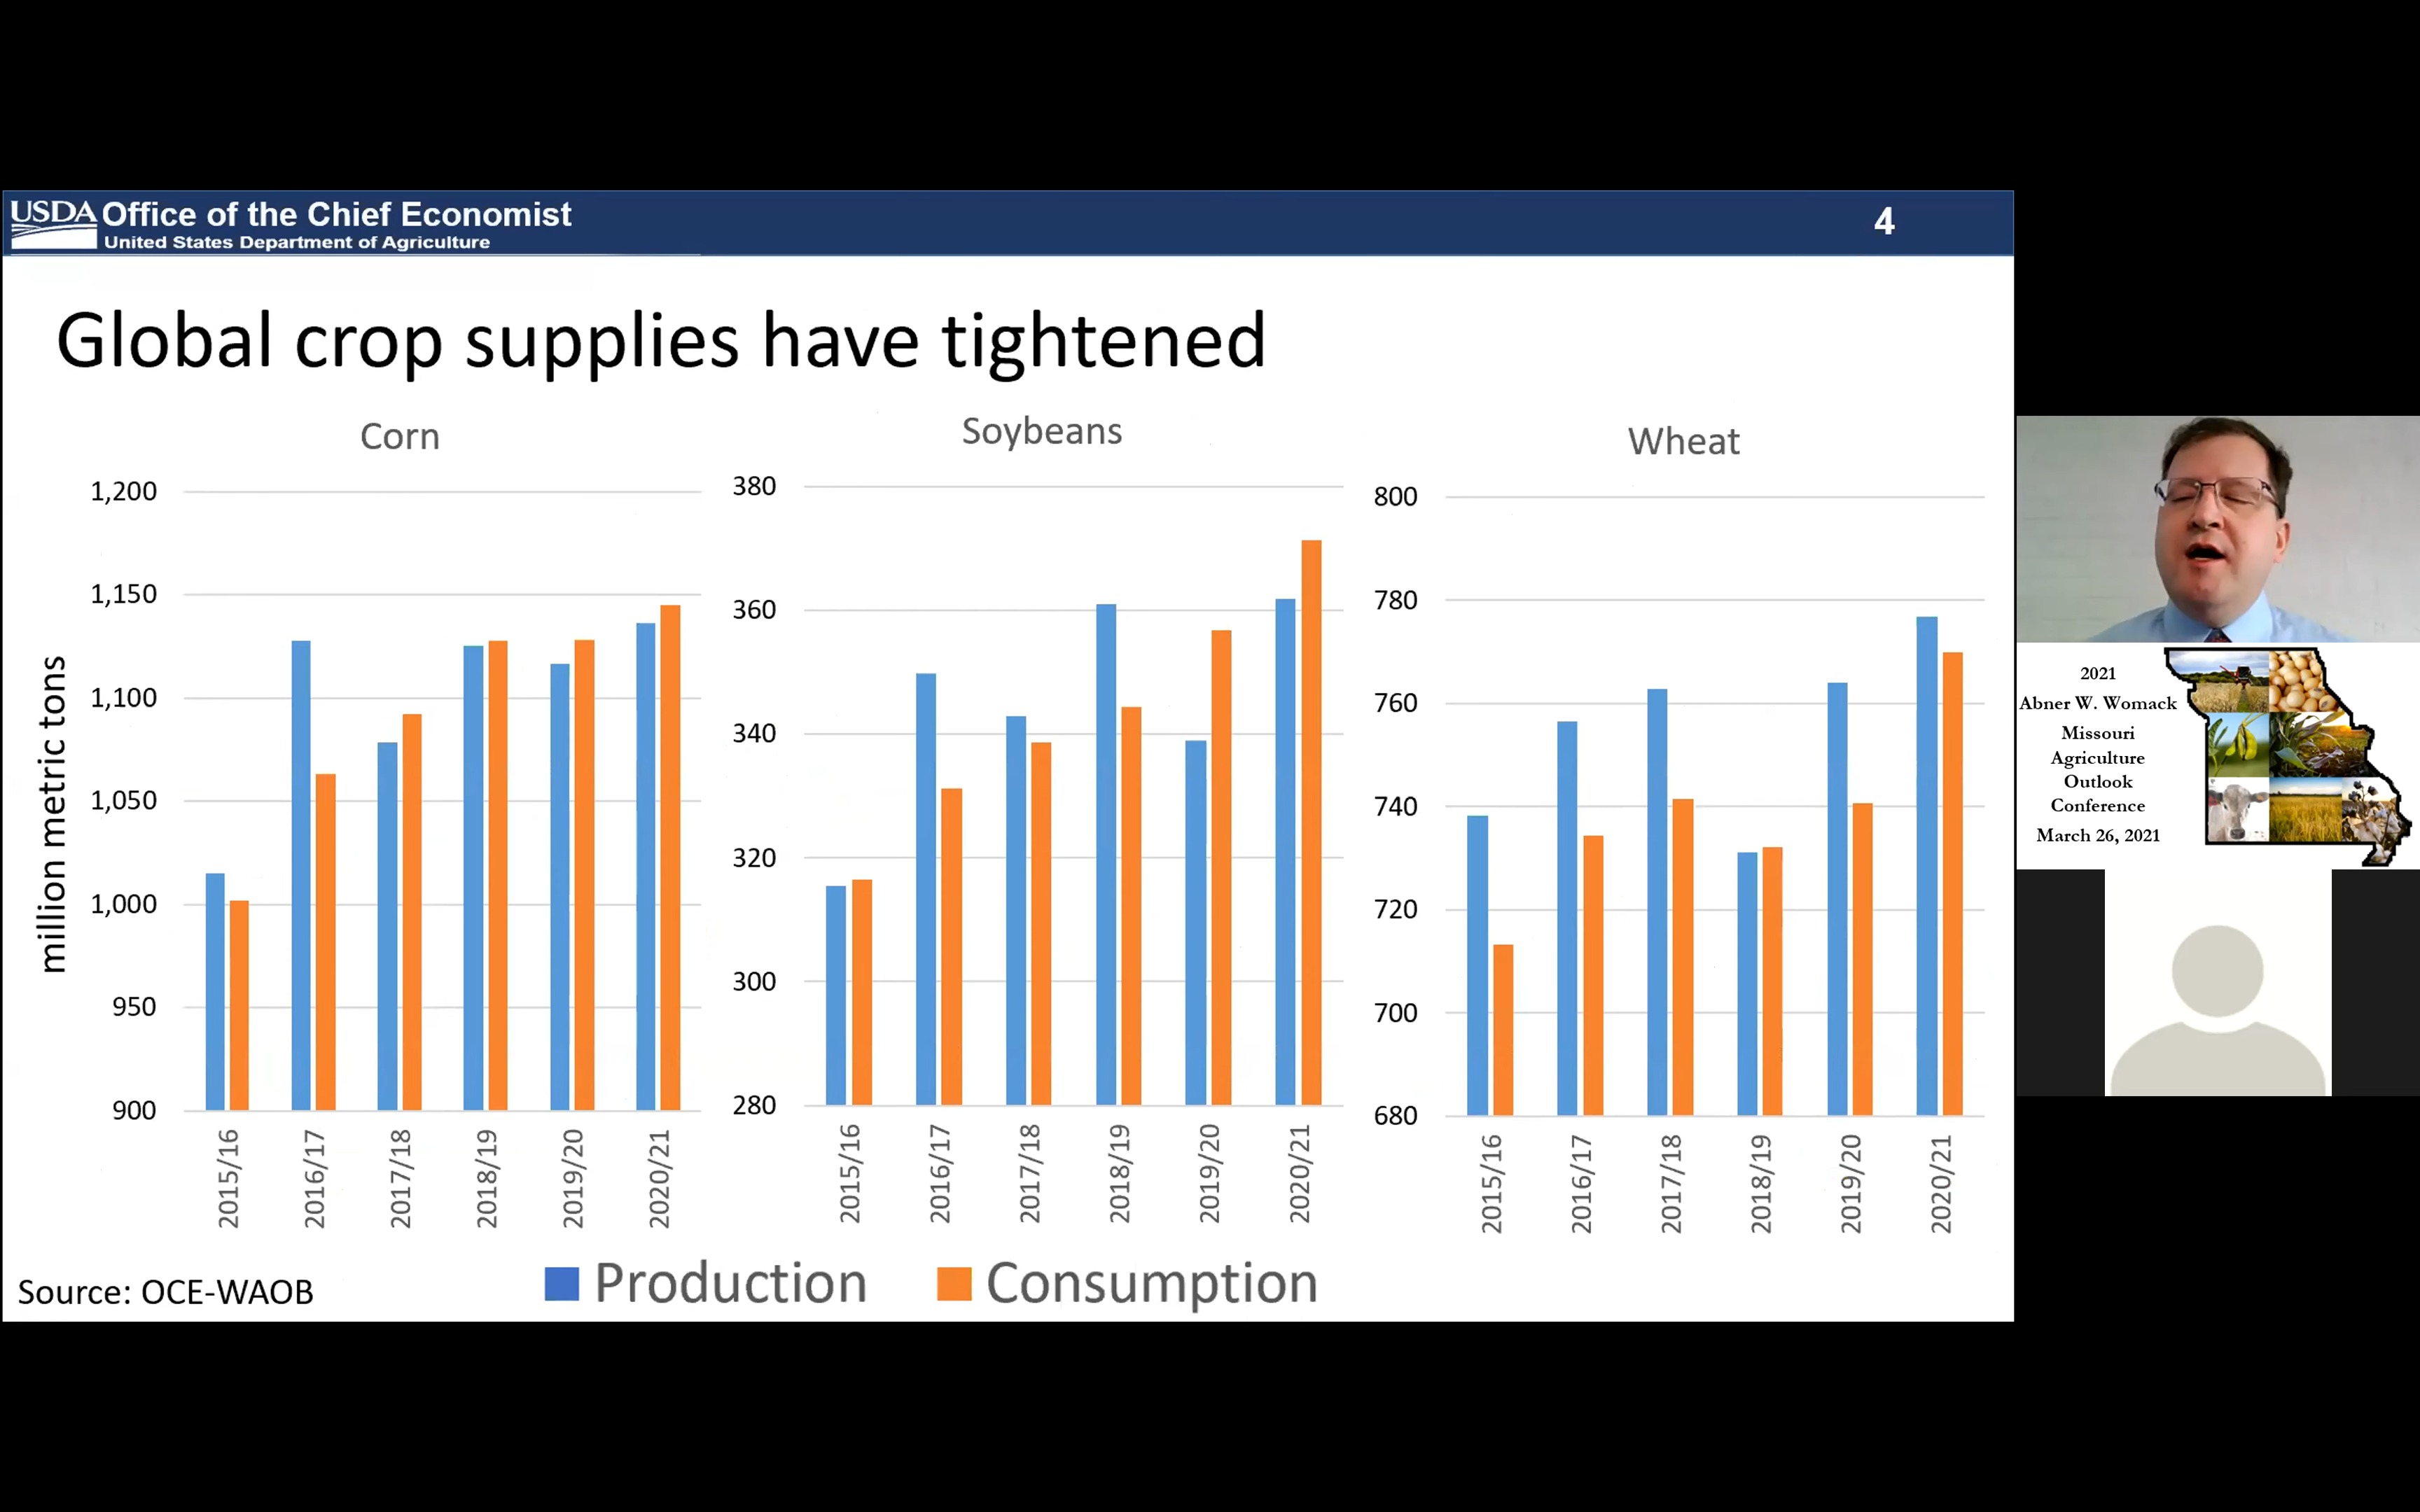 USDA Office of the Chief Economist
United States Department of Agriculture
4
Global crop supplies have tightened
Corn
Soybeans
Wheat
million metric tons
1,200
1,150
1,100
1,050
1,000
950
900
2015/16
2016/17
2017/18
2018/19
2019/20
2020/21
380
360
340
320
300
280
2015/16
2016/17
2017/18
2018/19
2019/20
2020/21
800
780
760
740
720
700
680
2015/16
2016/17
2017/18
2018/19
2019/20
2020/21
Source: OCE-WAOB
Production
Consumption
2021
Abner W. Womack
Missouri
Agriculture
Outlook
Conference
March 26, 2021